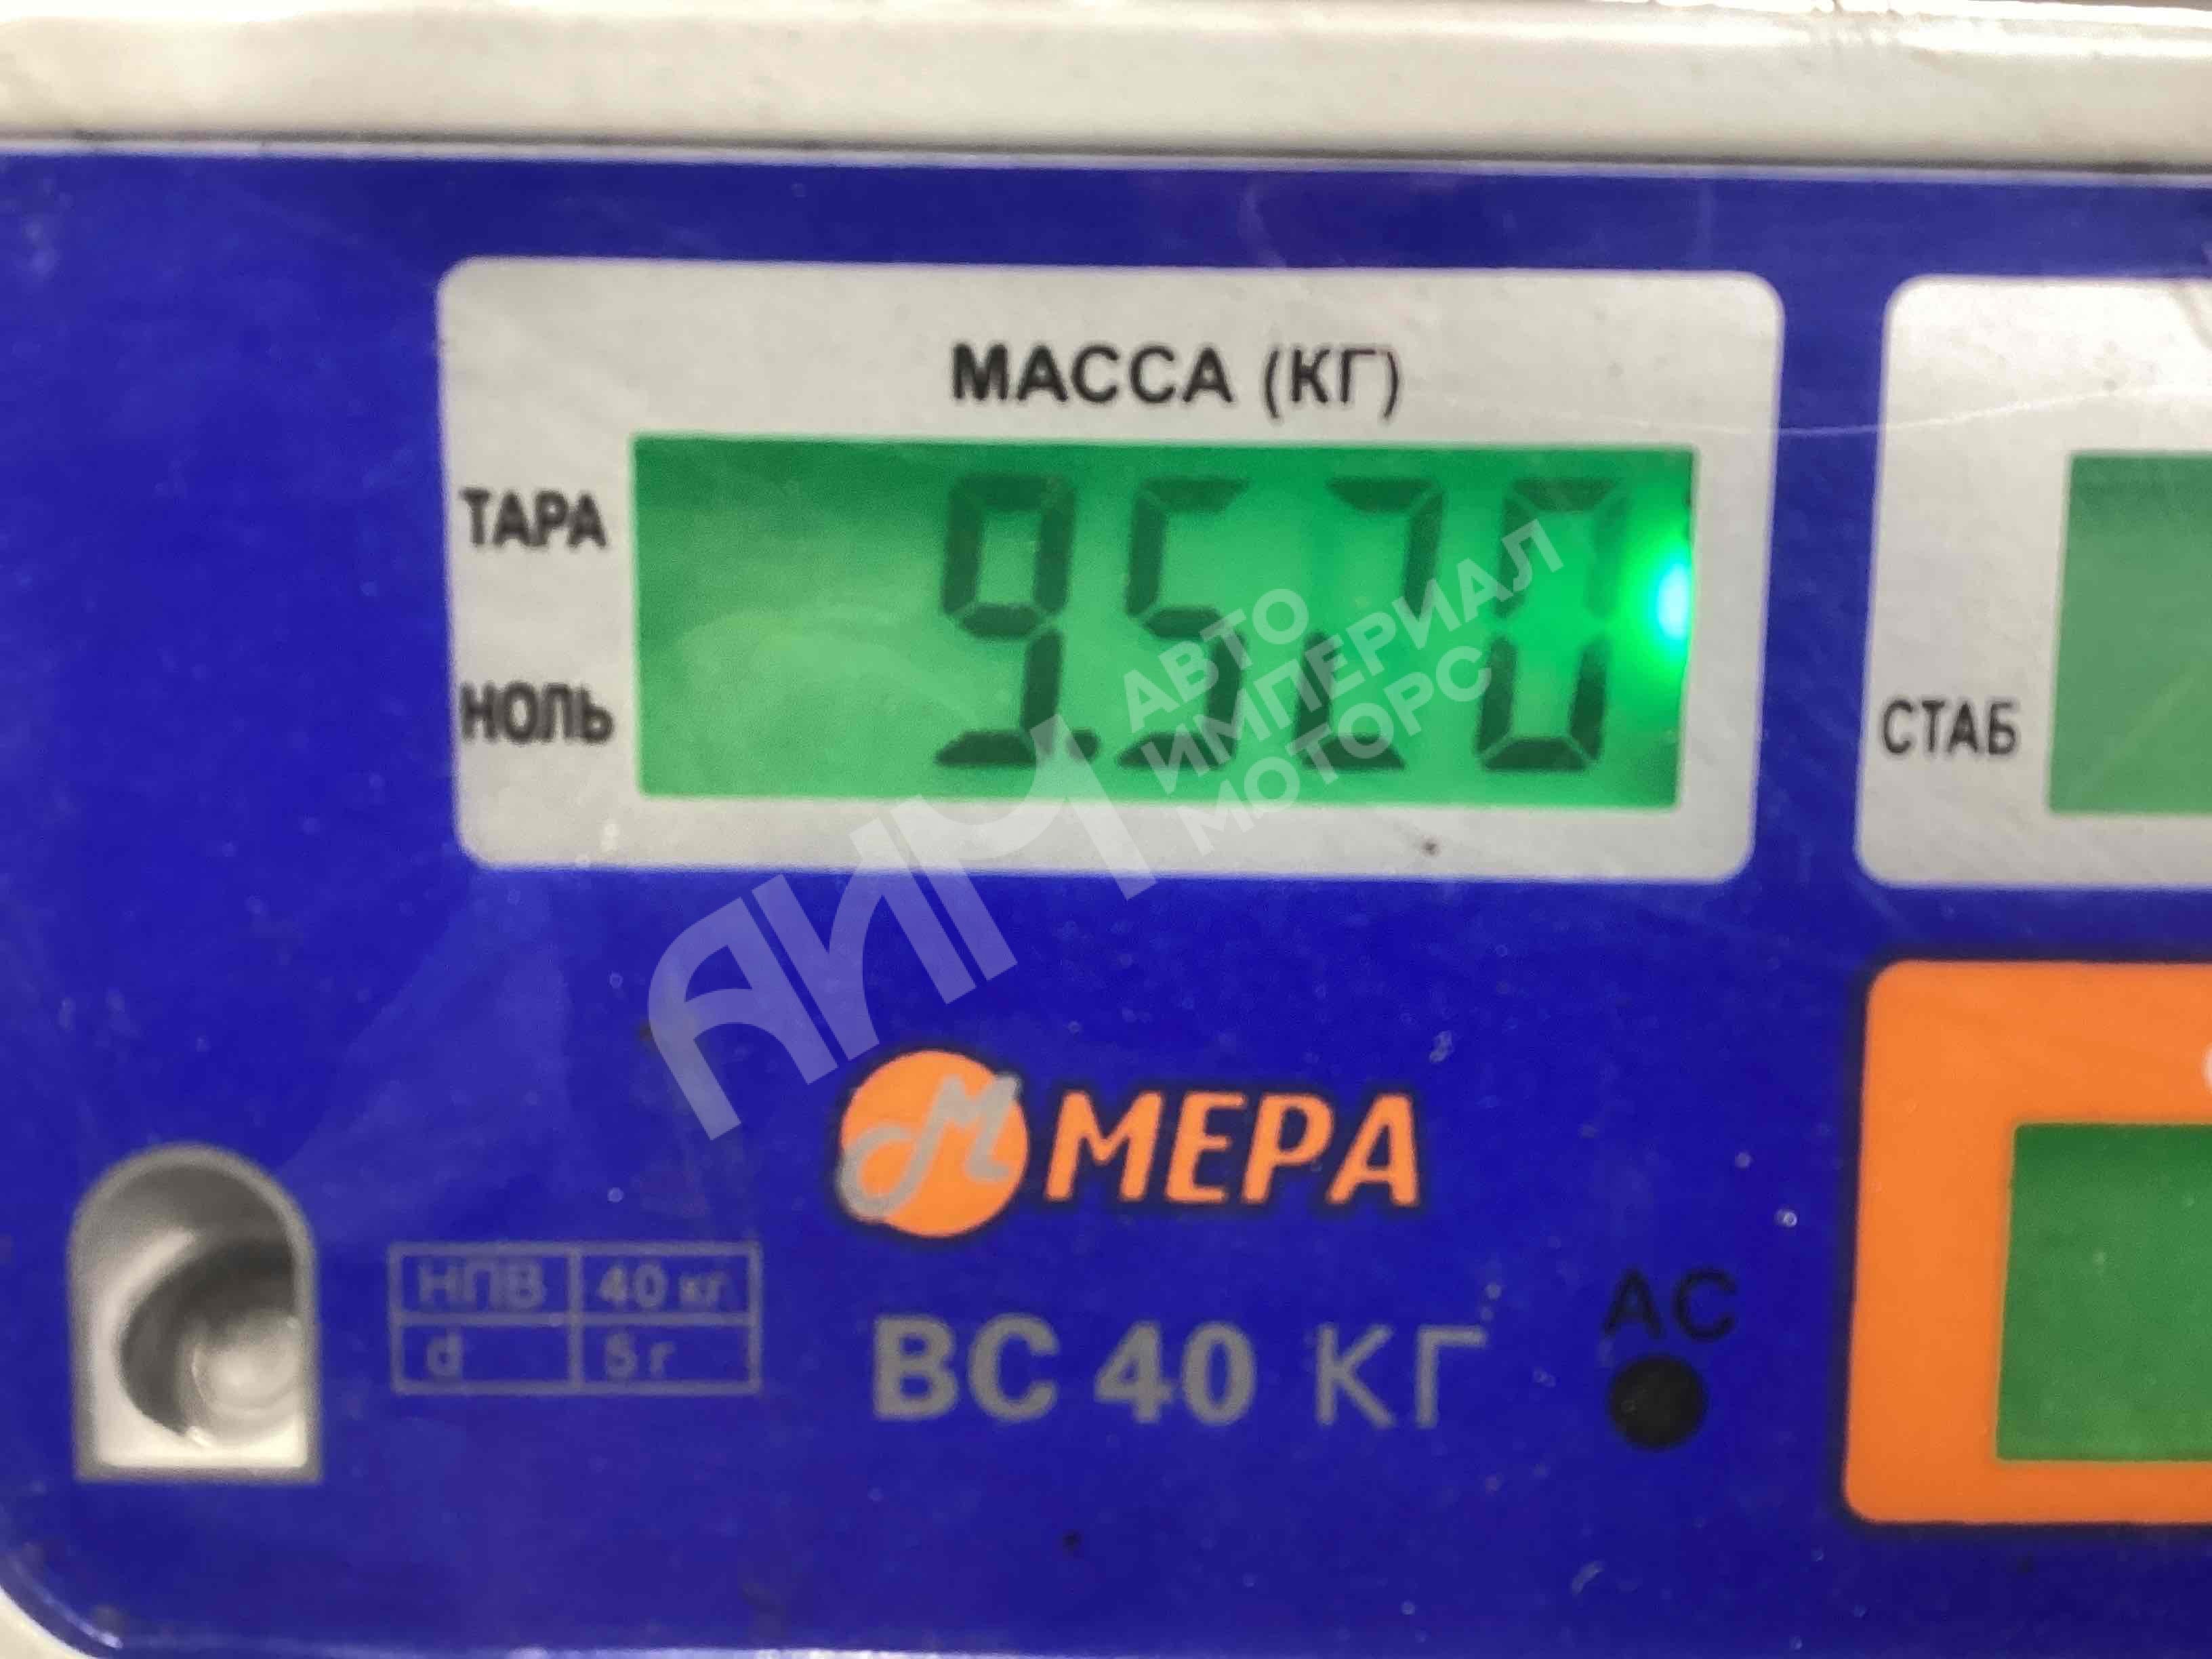 МАССА (КГ)
ТАРА
9.520
НОЛЬ
СТАБ
АИМ
АВТО
ИМПЕРИАЛ
МОТОРС
М МЕРА
НПВ 40 кг
d 5 г
ВС 40 КГ
АС